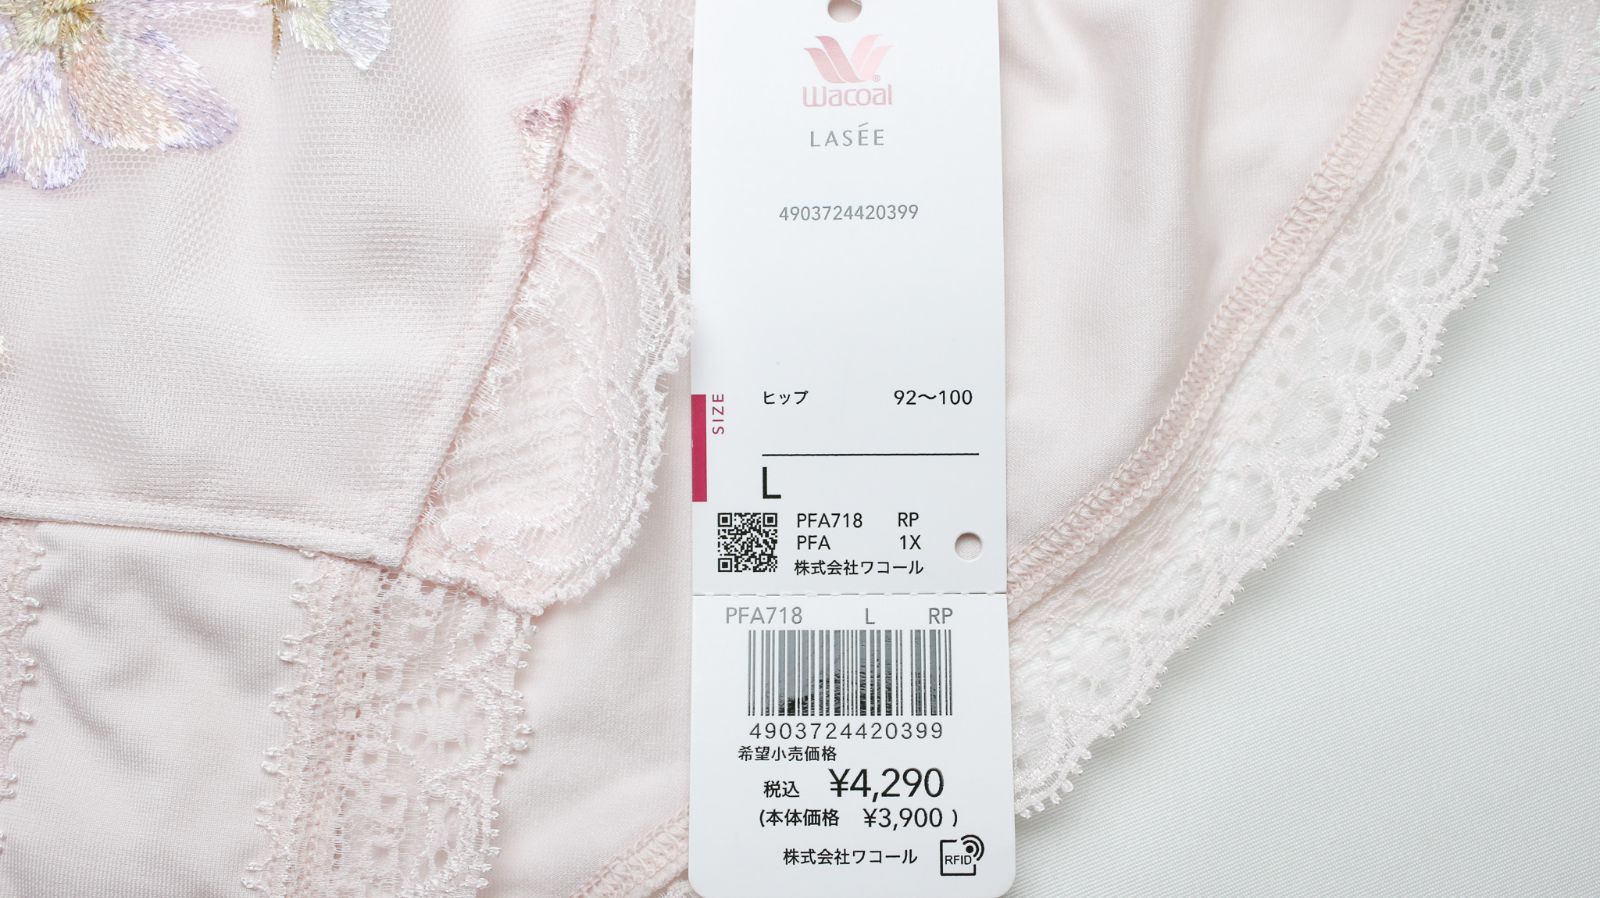 Wacoal
LASÉE
4903724420399
SIZE
ヒップ 92〜100
L
PFA718 RP
PFA 1X
株式会社ワコール
PFA718 L RP
4903724420399
希望小売価格
税込 ¥4,290
(本体価格 ¥3,900 )
株式会社ワコール
RFID